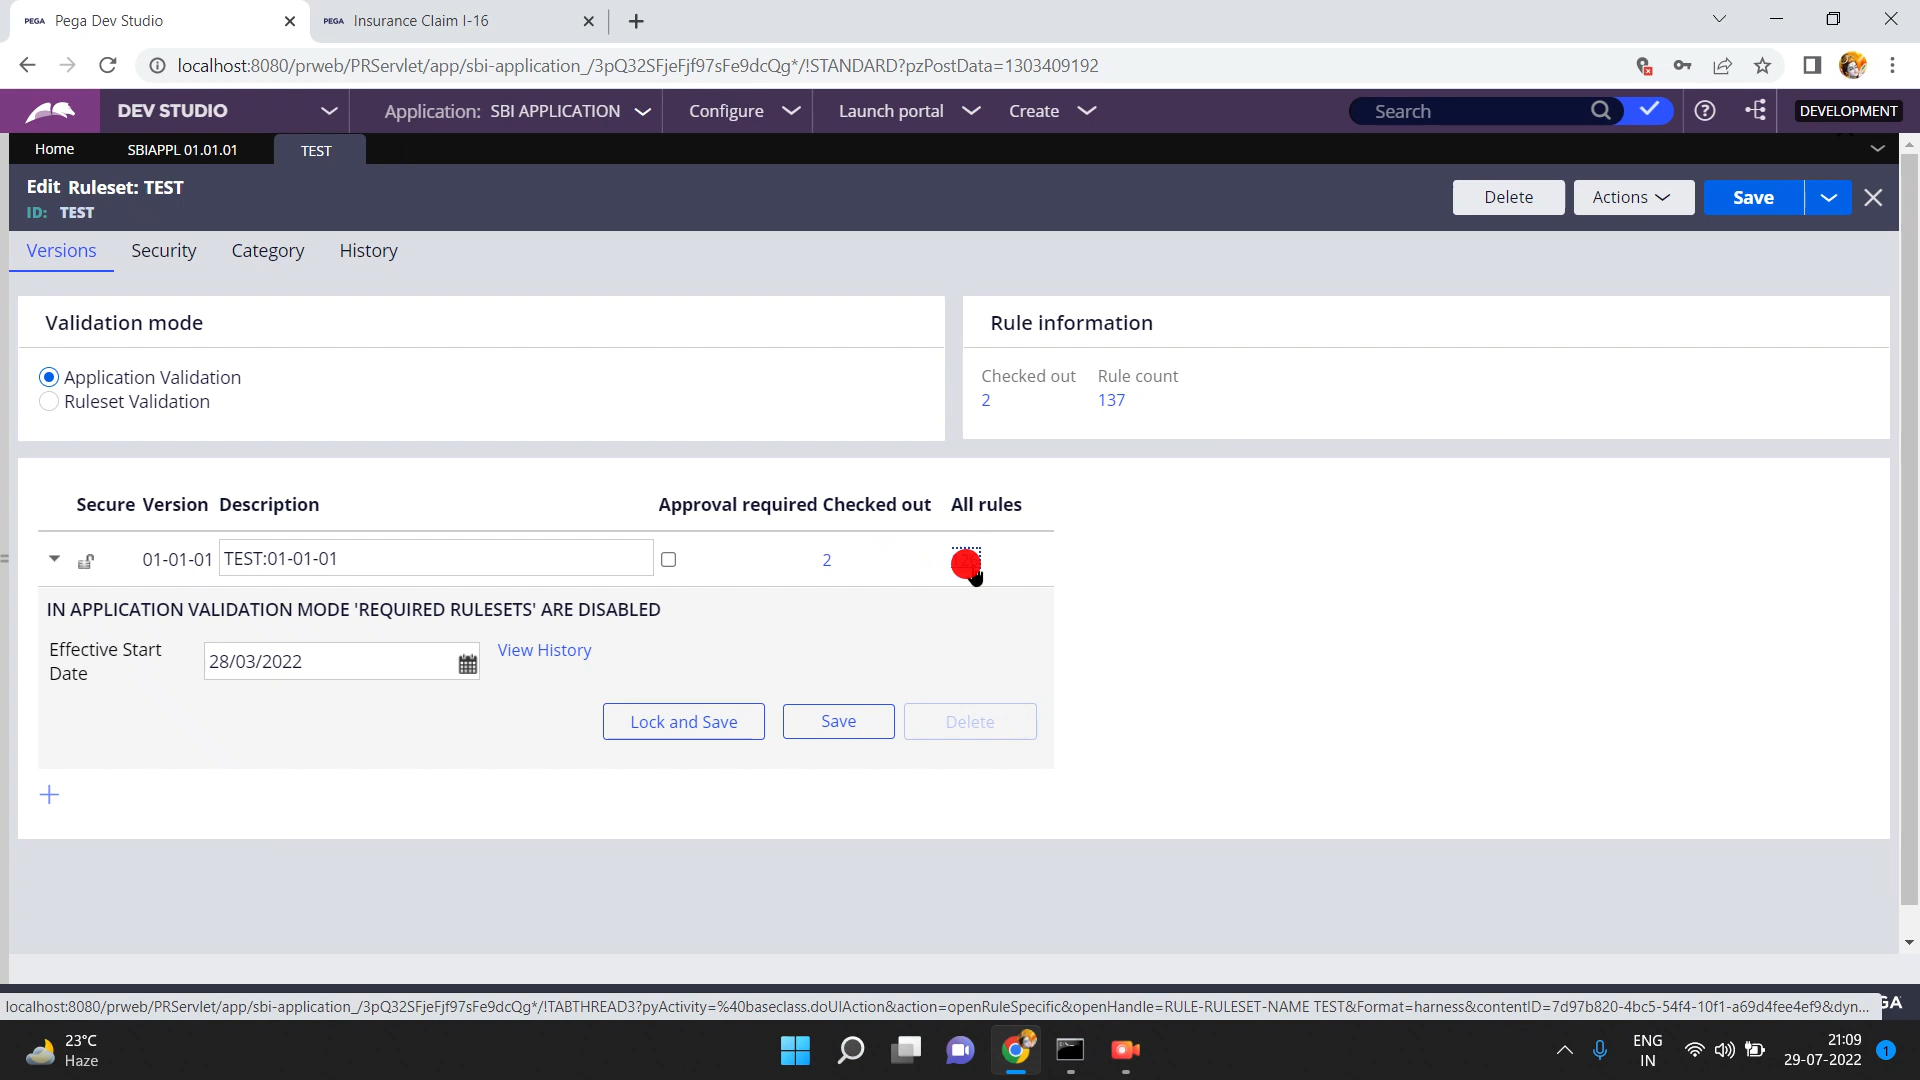 PEGA Pega Dev Studio
PEGA Insurance Claim I-16
localhost:8080/prweb/PRServlet/app/sbi-application_/3pQ32SFjeFjf97sFe9dcQg*/!STANDARD?pzPostData=1303409192
DEV STUDIO
Application: SBI APPLICATION
Configure
Launch portal
Create
Search
DEVELOPMENT
Home
SBIAPPL 01.01.01
TEST
Edit Ruleset: TEST
ID: TEST
Delete
Actions
Save
Versions
Security
Category
History
Validation mode
Application Validation
Ruleset Validation
Rule information
Checked out
Rule count
2
137
Secure Version Description Approval required Checked out All rules
01-01-01 TEST:01-01-01 2
IN APPLICATION VALIDATION MODE 'REQUIRED RULESETS' ARE DISABLED
Effective Start
Date
28/03/2022
View History
Lock and Save
Save
Delete
localhost:8080/prweb/PRServlet/app/sbi-application_/3pQ32SFjeFjf97sFe9dcQg*/!TABTHREAD3?pyActivity=%40baseclass.doUIAction&action=openRuleSpecific&openHandle=RULE-RULESET-NAME TEST&Format=harness&contentID=7d97b820-4bc5-54f4-10f1-a69d4fee4ef9&dyn...
GA
23°C
Haze
ENG
IN
21:09
29-07-2022
1